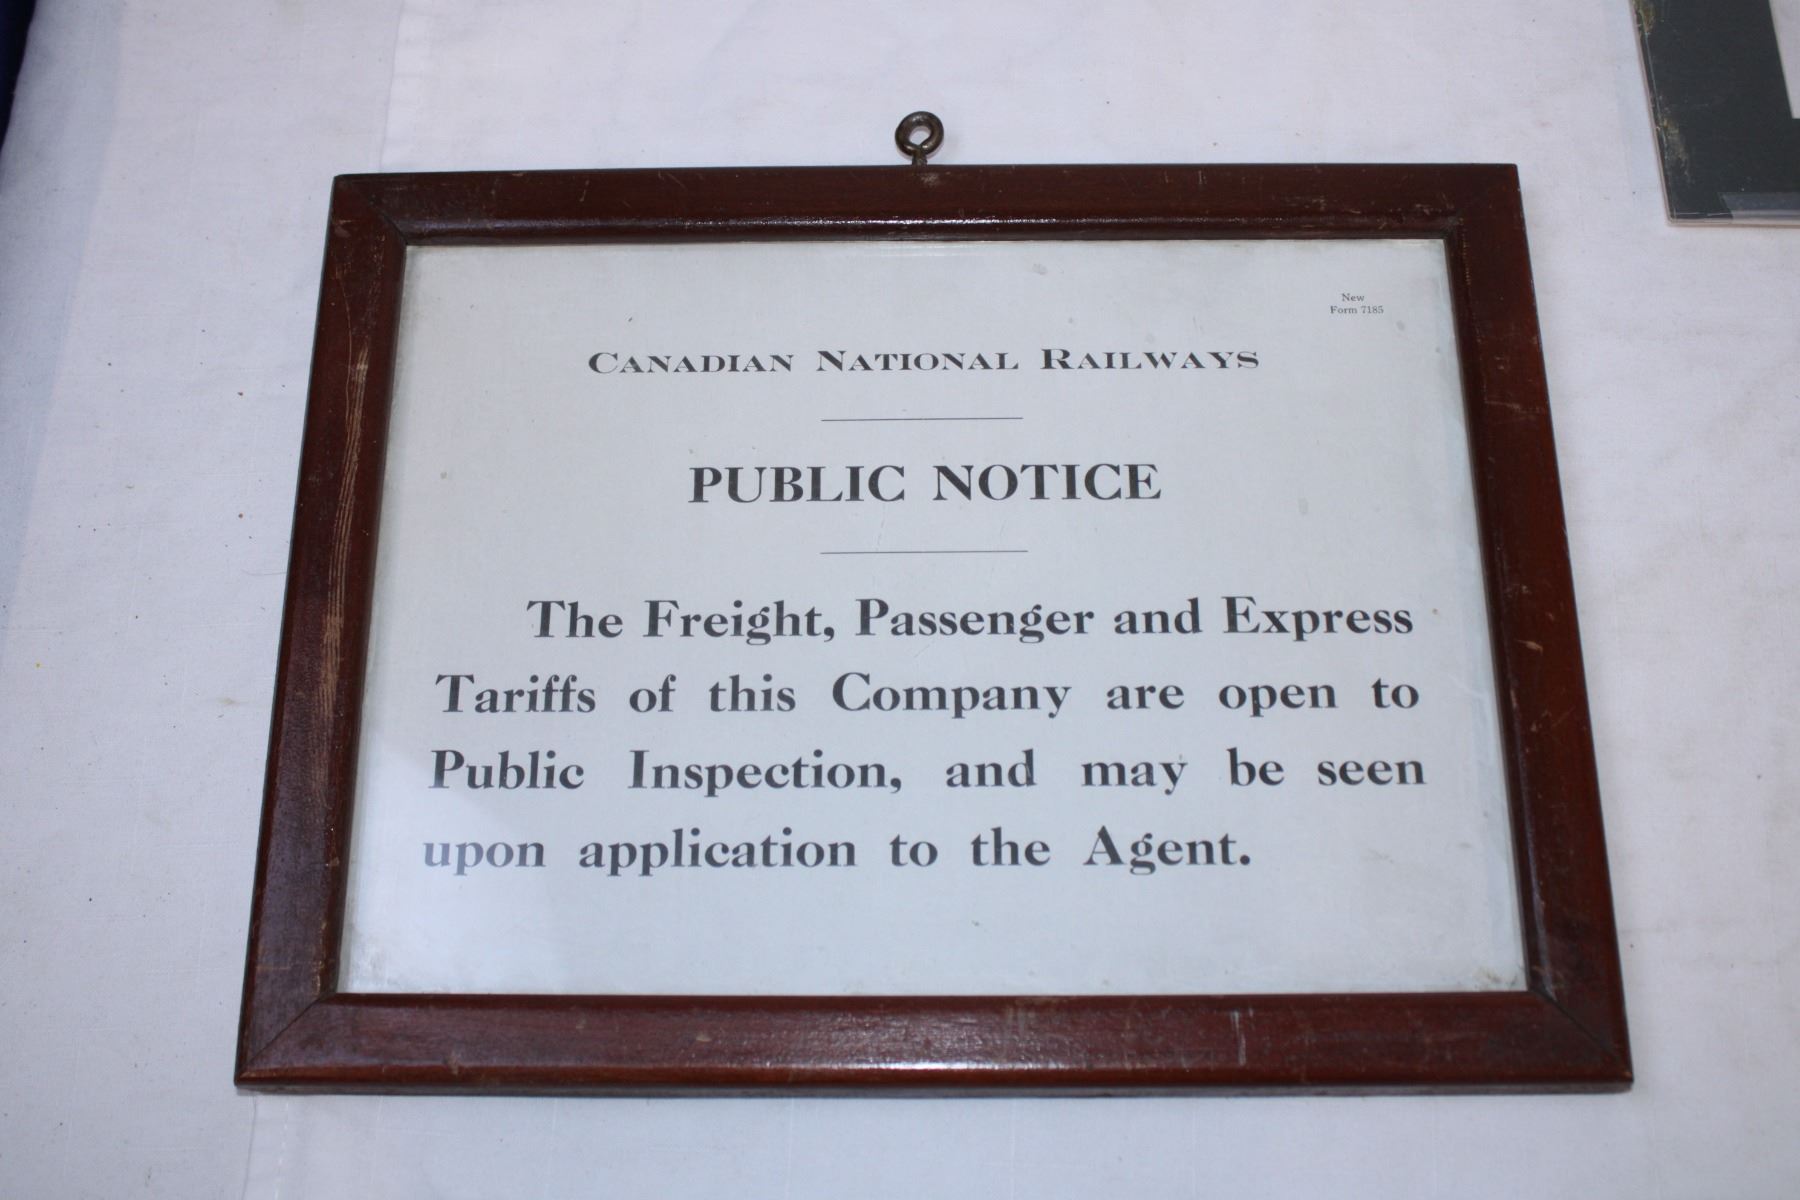 New
Form 7185
CANADIAN NATIONAL RAILWAYS
PUBLIC NOTICE
The Freight, Passenger and Express
Tariffs of this Company are open to
Public Inspection, and may be seen
upon application to the Agent.